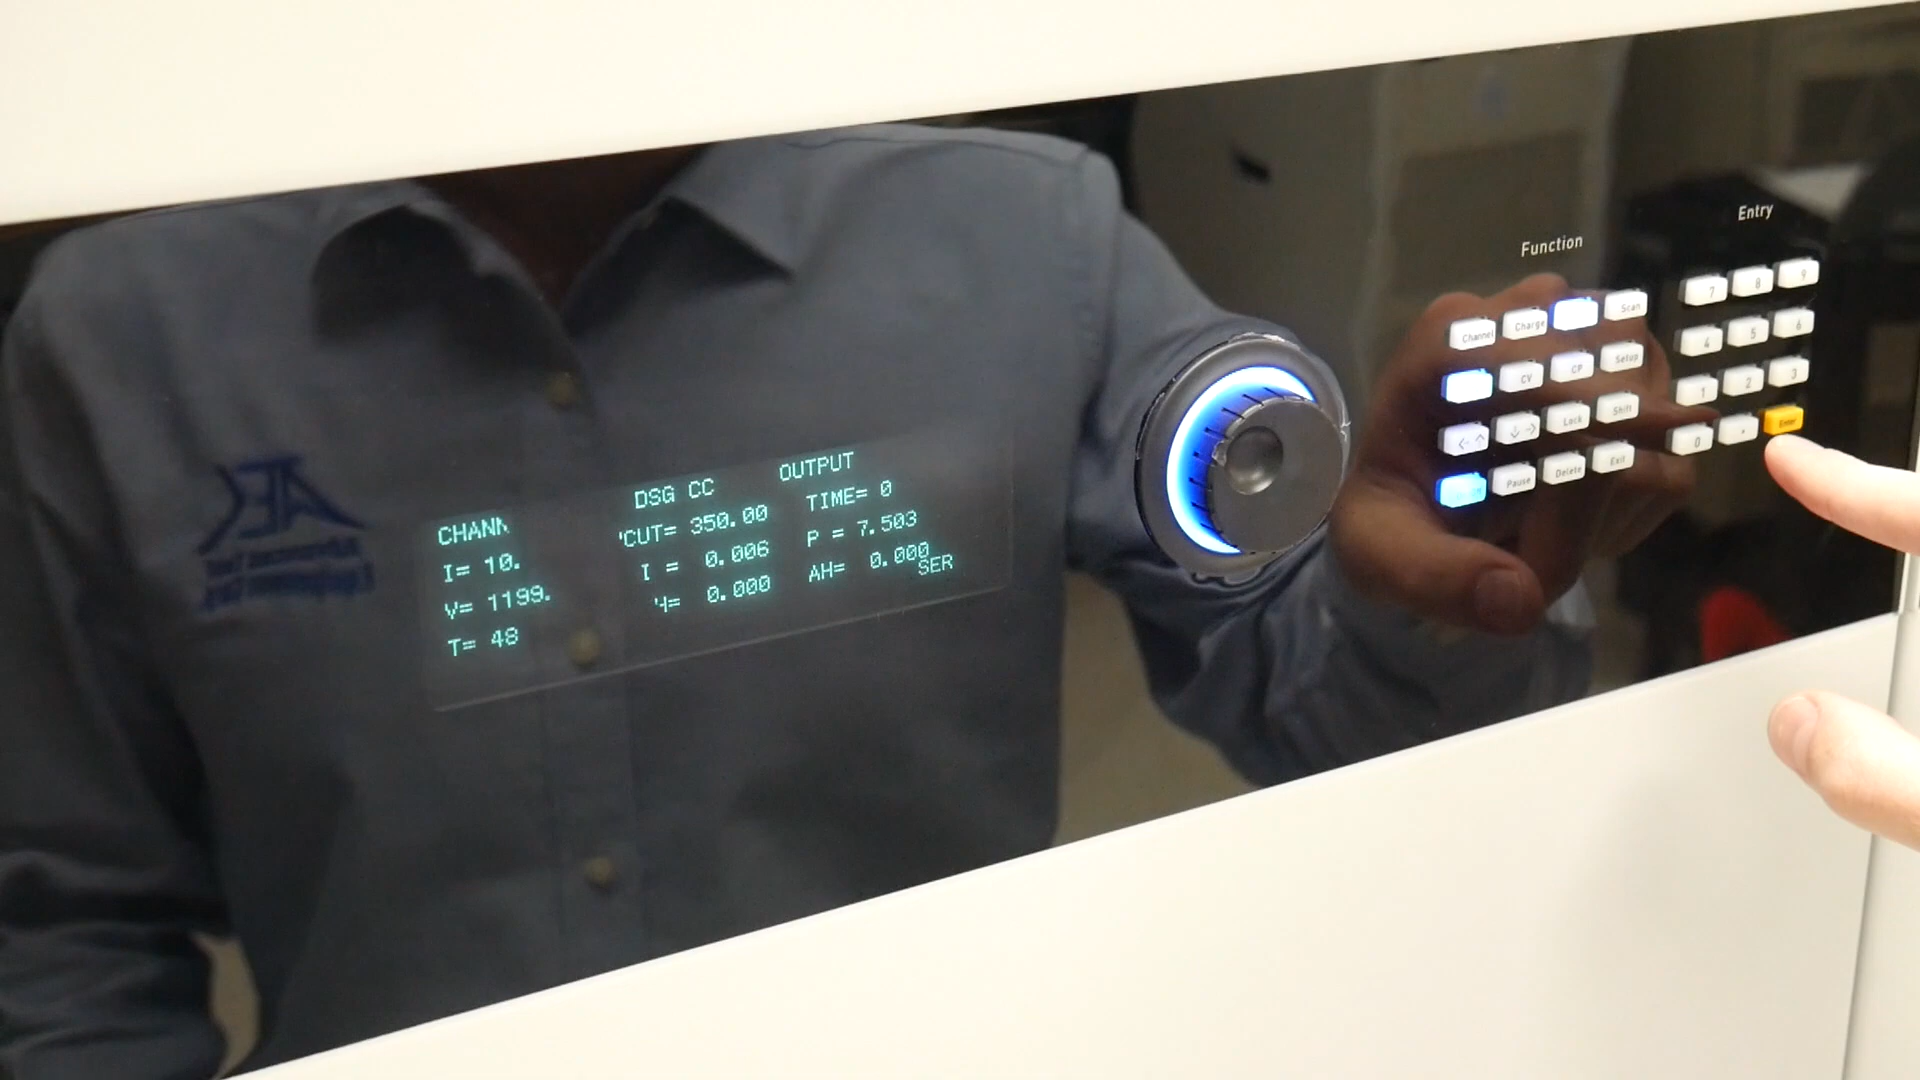 CHANN DSG CC OUTPUT
I= 10. 'CUT= 350.00 TIME= 0
V= 1199. I = 0.006 P = 7.503
T= 48 0.000 AH= 0.000
SER
Function
Channel Charge Scan
CV CP Setup
<- ↑ ↓ -> Lock Shift
Pause Delete Exit
Entry
7 8 9
4 5 6
1 2 3
0 . Enter